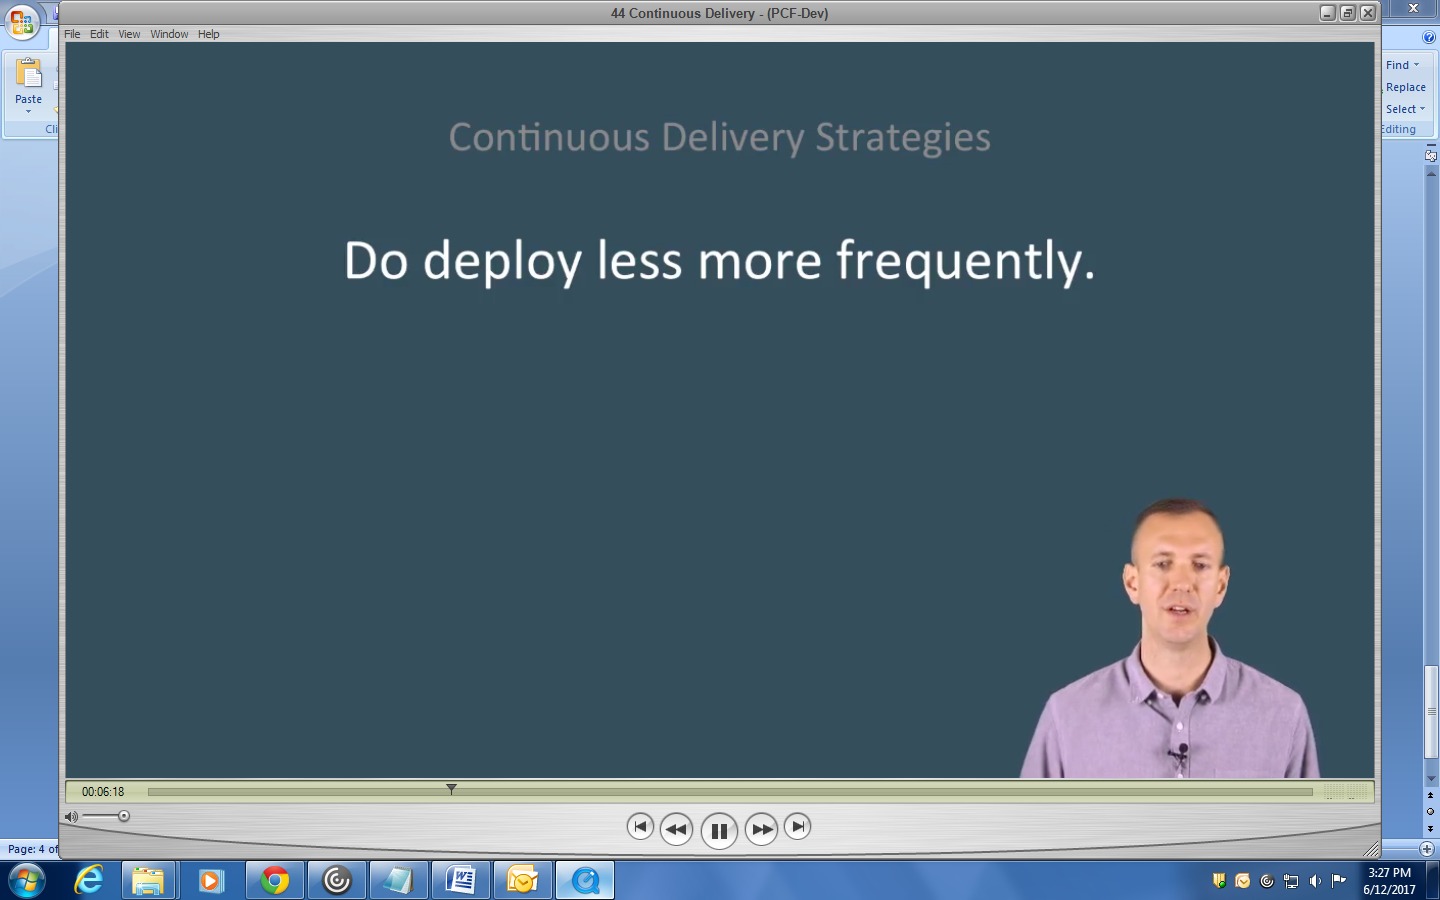 44 Continuous Delivery - (PCF-Dev)
File Edit View Window Help
Find
Paste
Replace
Select
Cli
Editing
Continuous Delivery Strategies
Do deploy less more frequently.
00:06:18
Page: 4 of
3:27 PM
6/12/2017